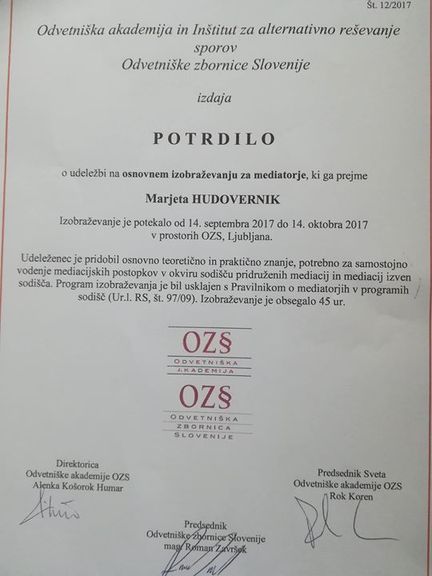 Št. 12/2017
Odvetniška akademija in Inštitut za alternativno reševanje
sporov
Odvetniške zbornice Slovenije
izdaja
POTRDILO
o udeležbi na osnovnem izobraževanju za mediatorje, ki ga prejme
Marjeta HUDOVERNIK
Izobraževanje je potekalo od 14. septembra 2017 do 14. oktobra 2017
v prostorih OZS, Ljubljana.
Udeleženec je pridobil osnovno teoretično in praktično znanje, potrebno za samostojno
vodenje mediacijskih postopkov v okviru sodišču pridruženih mediacij in mediacij izven
sodišča. Program izobraževanja je bil usklajen s Pravilnikom o mediatorjih v programih
sodišč (Ur.l. RS, št. 97/09). Izobraževanje je obsegalo 45 ur.
OZS
ODVETNIŠKA
AKADEMIJA
OZS
ODVETNIŠKA
ZBORNICA
SLOVENIJE
Direktorica
Odvetniške akademije OZS
Alenka Košorok Humar
Predsednik Sveta
Odvetniške akademije OZS
Rok Koren
Predsednik
Odvetniške zbornice Slovenije
mag. Roman Završek